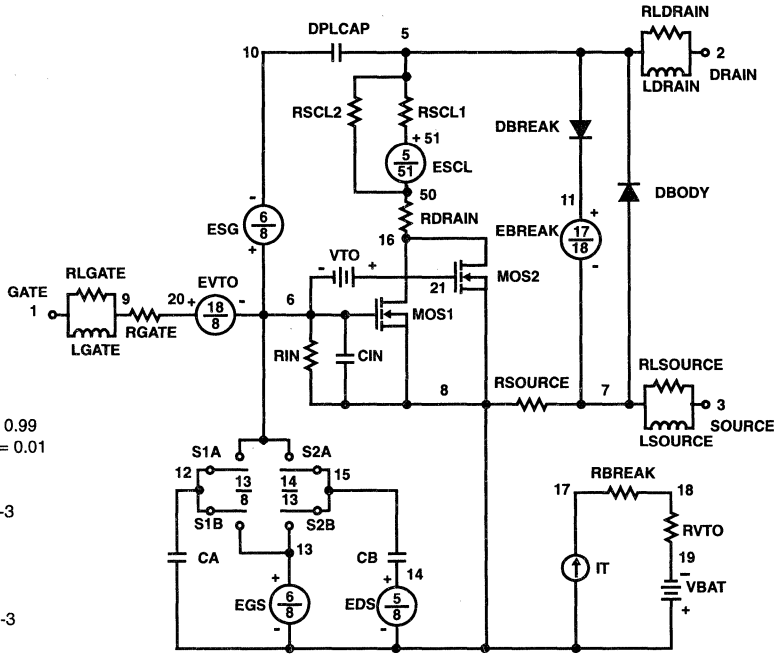 RLDRAIN
DPLCAP
5
10
2
DRAIN
LDRAIN
RSCL2
RSCL1
+ 51
5
51
ESCL
DBREAK
50
RDRAIN
11
DBODY
-
6
8
ESG
+
16
EBREAK
+
17
18
-
VTO
- +
21
MOS2
RLGATE
GATE
1
9
20
EVTO
+
18
8
-
6
MOS1
RGATE
LGATE
RIN
CIN
8
RSOURCE
7
RLSOURCE
3
SOURCE
LSOURCE
0.99
= 0.01
S1A
S2A
12
13
8
14
13
15
S1B
S2B
-3
13
CA
CB
14
+
EGS
6
8
-
+
EDS
5
8
-
RBREAK
17
18
RVTO
19
IT
-
VBAT
+
-3